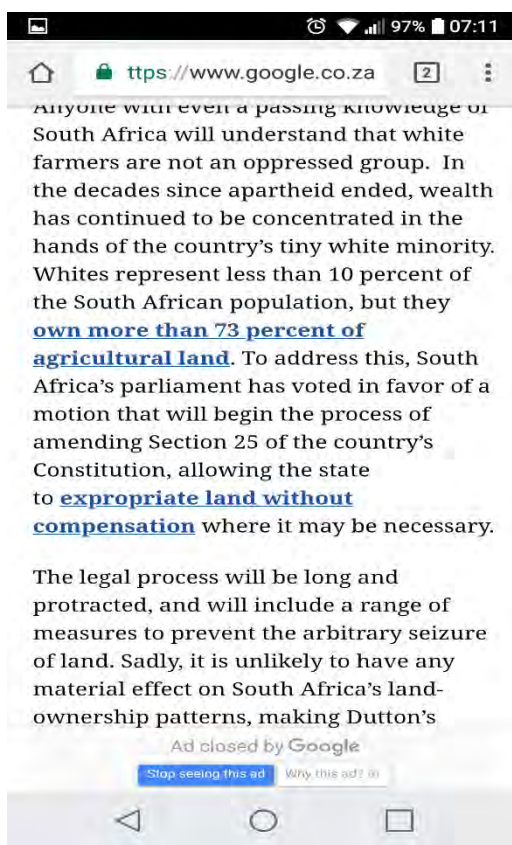 97% 07:11
ttps://www.google.co.za 2
Anyone with even a passing knowledge of
South Africa will understand that white
farmers are not an oppressed group. In
the decades since apartheid ended, wealth
has continued to be concentrated in the
hands of the country's tiny white minority.
Whites represent less than 10 percent of
the South African population, but they
own more than 73 percent of
agricultural land. To address this, South
Africa's parliament has voted in favor of a
motion that will begin the process of
amending Section 25 of the country's
Constitution, allowing the state
to expropriate land without
compensation where it may be necessary.
The legal process will be long and
protracted, and will include a range of
measures to prevent the arbitrary seizure
of land. Sadly, it is unlikely to have any
material effect on South Africa's land-
ownership patterns, making Dutton's
Ad closed by Google
Stop seeing this ad Why this ad?